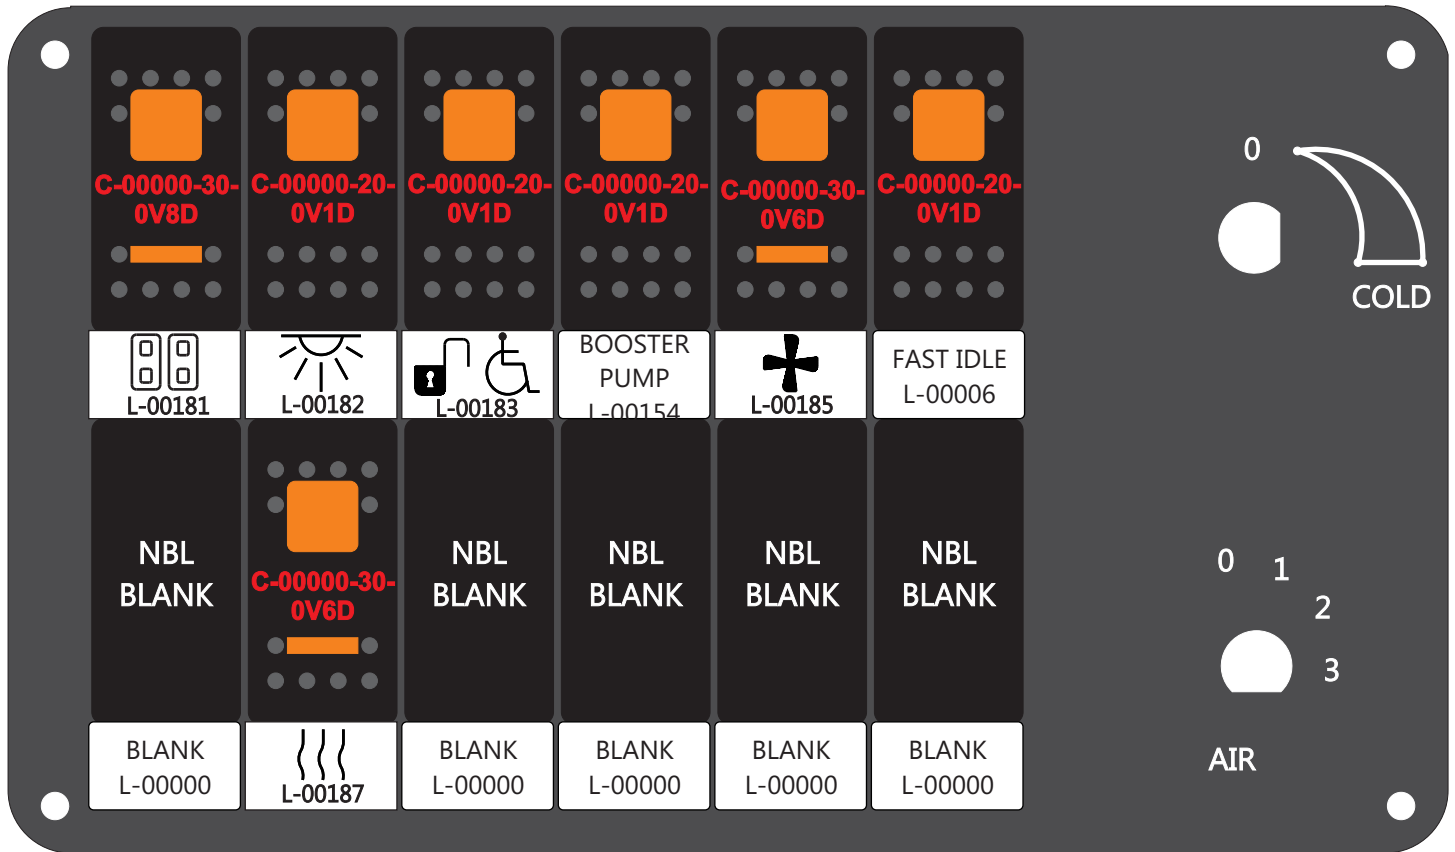 C-00000-30-
0V8D
C-00000-20-
0V1D
C-00000-20-
0V1D
C-00000-20-
0V1D
C-00000-30-
0V6D
C-00000-20-
0V1D
L-00181
L-00182
L-00183
BOOSTER
PUMP
L-00154
L-00185
FAST IDLE
L-00006
0
COLD
NBL
BLANK
C-00000-30-
0V6D
NBL
BLANK
NBL
BLANK
NBL
BLANK
NBL
BLANK
BLANK
L-00000
L-00187
BLANK
L-00000
BLANK
L-00000
BLANK
L-00000
BLANK
L-00000
0
1
2
3
AIR